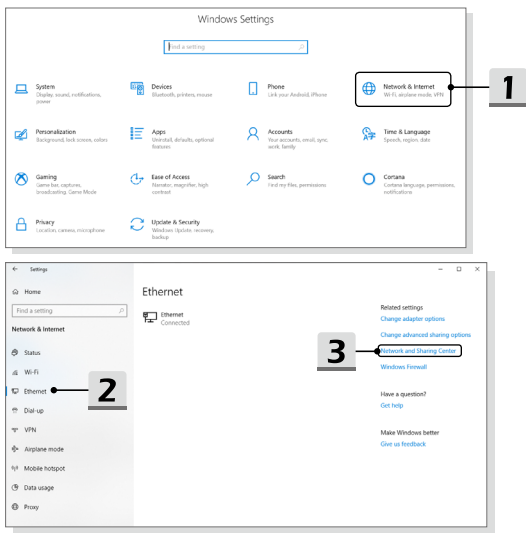 Windows Settings
Find a setting
System
Display, sound, notifications,
power
Devices
Bluetooth, printers, mouse
Phone
Link your Android, iPhone
Network & Internet
Wi-Fi, airplane mode, VPN
1
Personalization
Background, lock screen, colors
Apps
Uninstall, defaults, optional
features
Accounts
Your accounts, email, sync,
work, family
Time & Language
Speech, region, date
Gaming
Game bar, captures,
broadcasting, Game Mode
Ease of Access
Narrator, magnifier, high
contrast
Search
Find my files, permissions
Cortana
Cortana language, permissions,
notifications
Privacy
Location, camera, microphone
Update & Security
Windows Update, recovery,
backup
Settings
Home
Find a setting
Network & Internet
Status
Wi-Fi
Ethernet
2
Dial-up
VPN
Airplane mode
Mobile hotspot
Data usage
Proxy
Ethernet
Ethernet
Connected
Related settings
Change adapter options
Change advanced sharing options
3
Network and Sharing Center
Windows Firewall
Have a question?
Get help
Make Windows better
Give us feedback